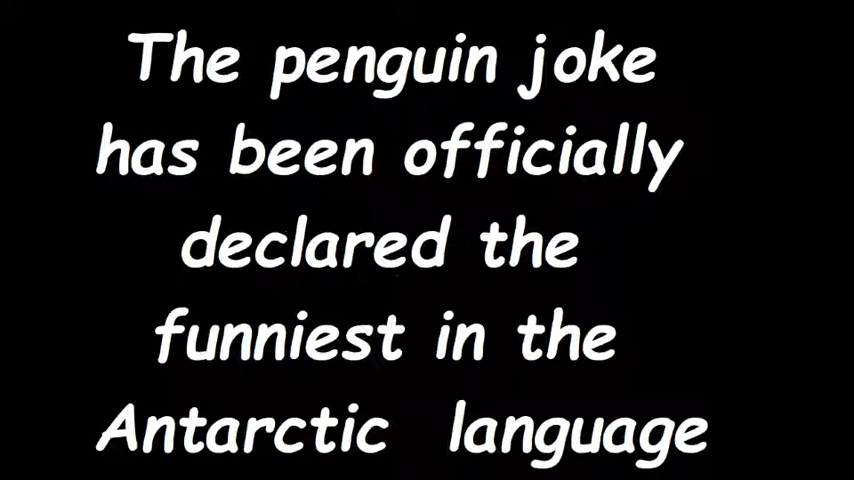 The penguin joke
has been officially
declared the
funniest in the
Antarctic language